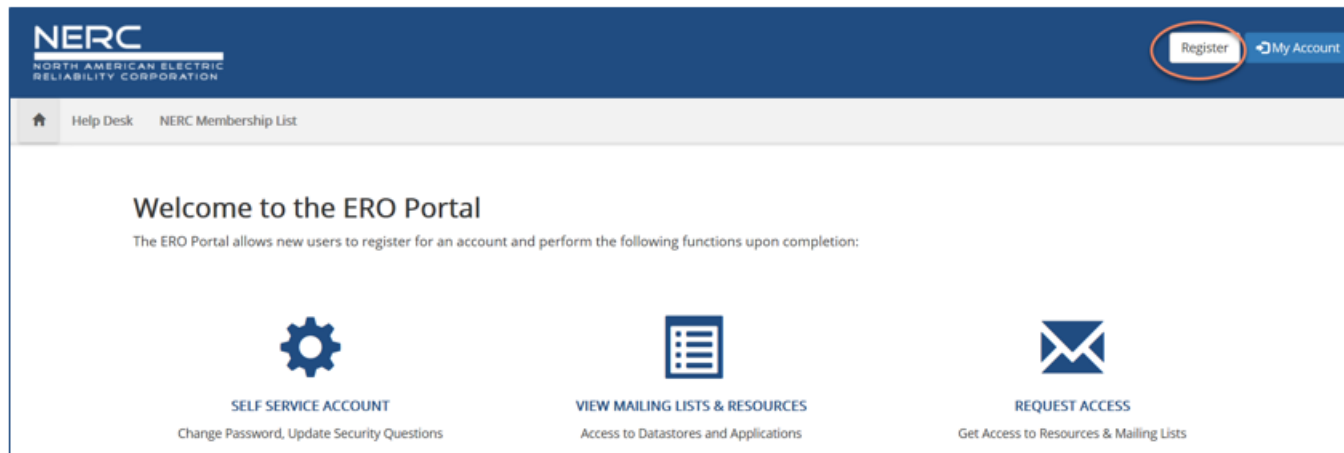 NERC
NORTH AMERICAN ELECTRIC
RELIABILITY CORPORATION
Register
My Account
Help Desk
NERC Membership List
Welcome to the ERO Portal
The ERO Portal allows new users to register for an account and perform the following functions upon completion:
SELF SERVICE ACCOUNT
Change Password, Update Security Questions
VIEW MAILING LISTS & RESOURCES
Access to Datastores and Applications
REQUEST ACCESS
Get Access to Resources & Mailing Lists